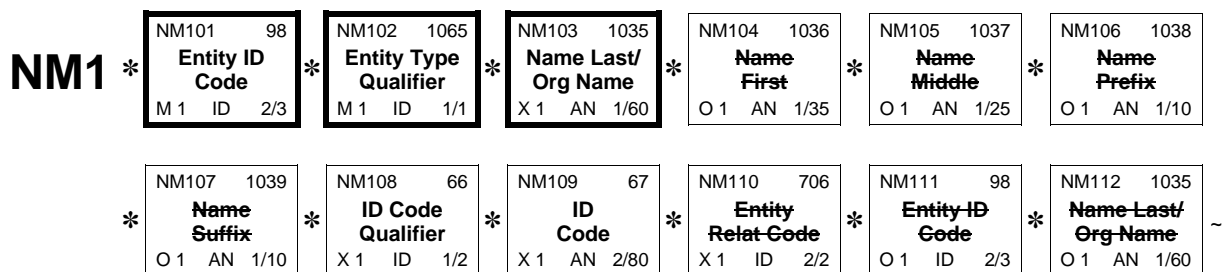 NM101 98 NM102 1065 NM103 1035 NM104 1036 NM105 1037 NM106 1038
NM1 * Entity ID * Entity Type * Name Last/ * Name * Name * Name
Code Qualifier Org Name First Middle Prefix
M 1 ID 2/3 M 1 ID 1/1 X 1 AN 1/60 O 1 AN 1/35 O 1 AN 1/25 O 1 AN 1/10
NM107 1039 NM108 66 NM109 67 NM110 706 NM111 98 NM112 1035
* Name * ID Code * ID * Entity * Entity ID * Name Last/ ~
Suffix Qualifier Code Relat Code Code Org Name
O 1 AN 1/10 X 1 ID 1/2 X 1 AN 2/80 X 1 ID 2/2 O 1 ID 2/3 O 1 AN 1/60